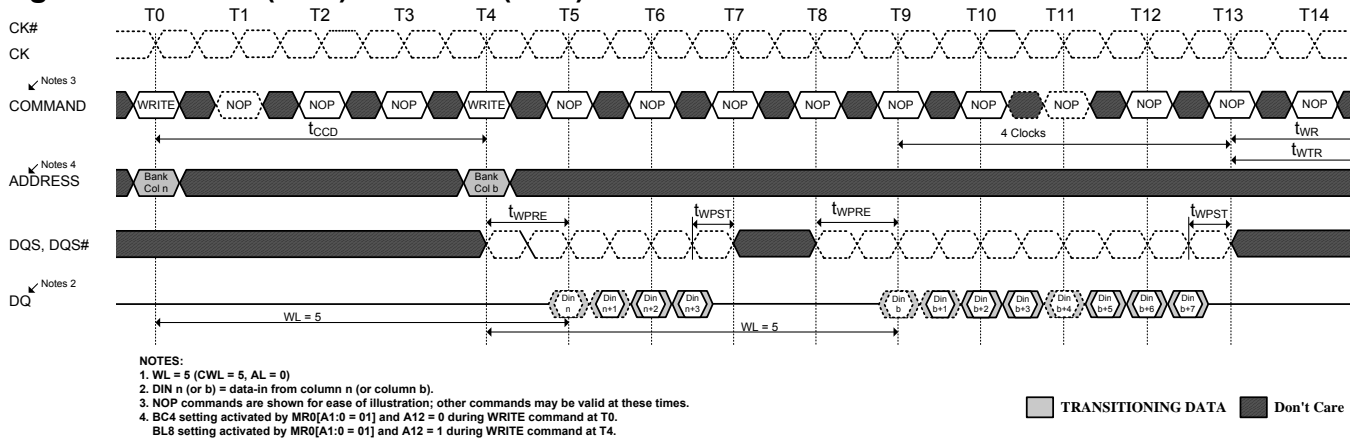 T0 T1 T2 T3 T4 T5 T6 T7 T8 T9 T10 T11 T12 T13 T14
CK#
CK
Notes 3
COMMAND
WRITE NOP NOP NOP WRITE NOP NOP NOP NOP NOP NOP NOP NOP NOP NOP
tCCD
4 Clocks
tWR
tWTR
Notes 4
ADDRESS
Bank
Col n
Bank
Col b
tWPRE tWPST tWPRE tWPST
DQS, DQS#
Notes 2
DQ
Din
n
Din
n+1
Din
n+2
Din
n+3
Din
b
Din
b+1
Din
b+2
Din
b+3
Din
b+4
Din
b+5
Din
b+6
Din
b+7
WL = 5
WL = 5
NOTES:
1. WL = 5 (CWL = 5, AL = 0)
2. DIN n (or b) = data-in from column n (or column b).
3. NOP commands are shown for ease of illustration; other commands may be valid at these times.
4. BC4 setting activated by MR0[A1:0 = 01] and A12 = 0 during WRITE command at T0.
BL8 setting activated by MR0[A1:0 = 01] and A12 = 1 during WRITE command at T4.
TRANSITIONING DATA
Don't Care